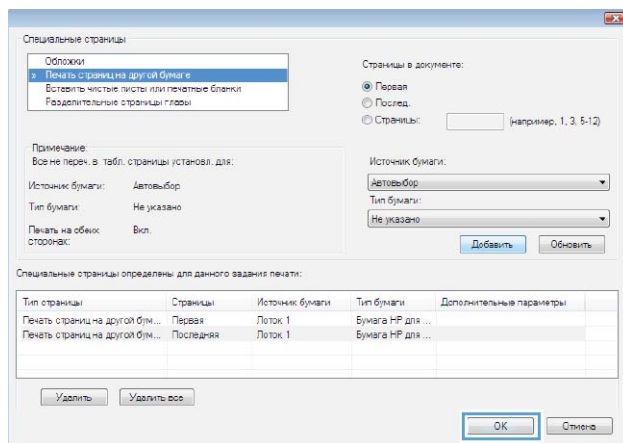 Специальные страницы
Обложки
» Печать страниц на другой бумаге
Вставить чистые листы или печатные бланки
Разделительные страницы главы
Страницы в документе:
Первая
Послед.
Страницы:
(например, 1, 3, 5-12)
Примечание:
Все не переч. в табл. страницы установл. для:
Источник бумаги: Автовыбор
Тип бумаги: Не указано
Печать на обеих сторонах: Вкл.
Источник бумаги:
Автовыбор
Тип бумаги:
Не указано
Добавить Обновить
Специальные страницы определены для данного задания печати:
Тип страницы Страницы Источник бумаги Тип бумаги Дополнительные параметры
Печать страниц на другой бум... Первая Лоток 1 Бумага HP для ...
Печать страниц на другой бум... Последняя Лоток 1 Бумага HP для ...
Удалить Удалить все
OK Отмена